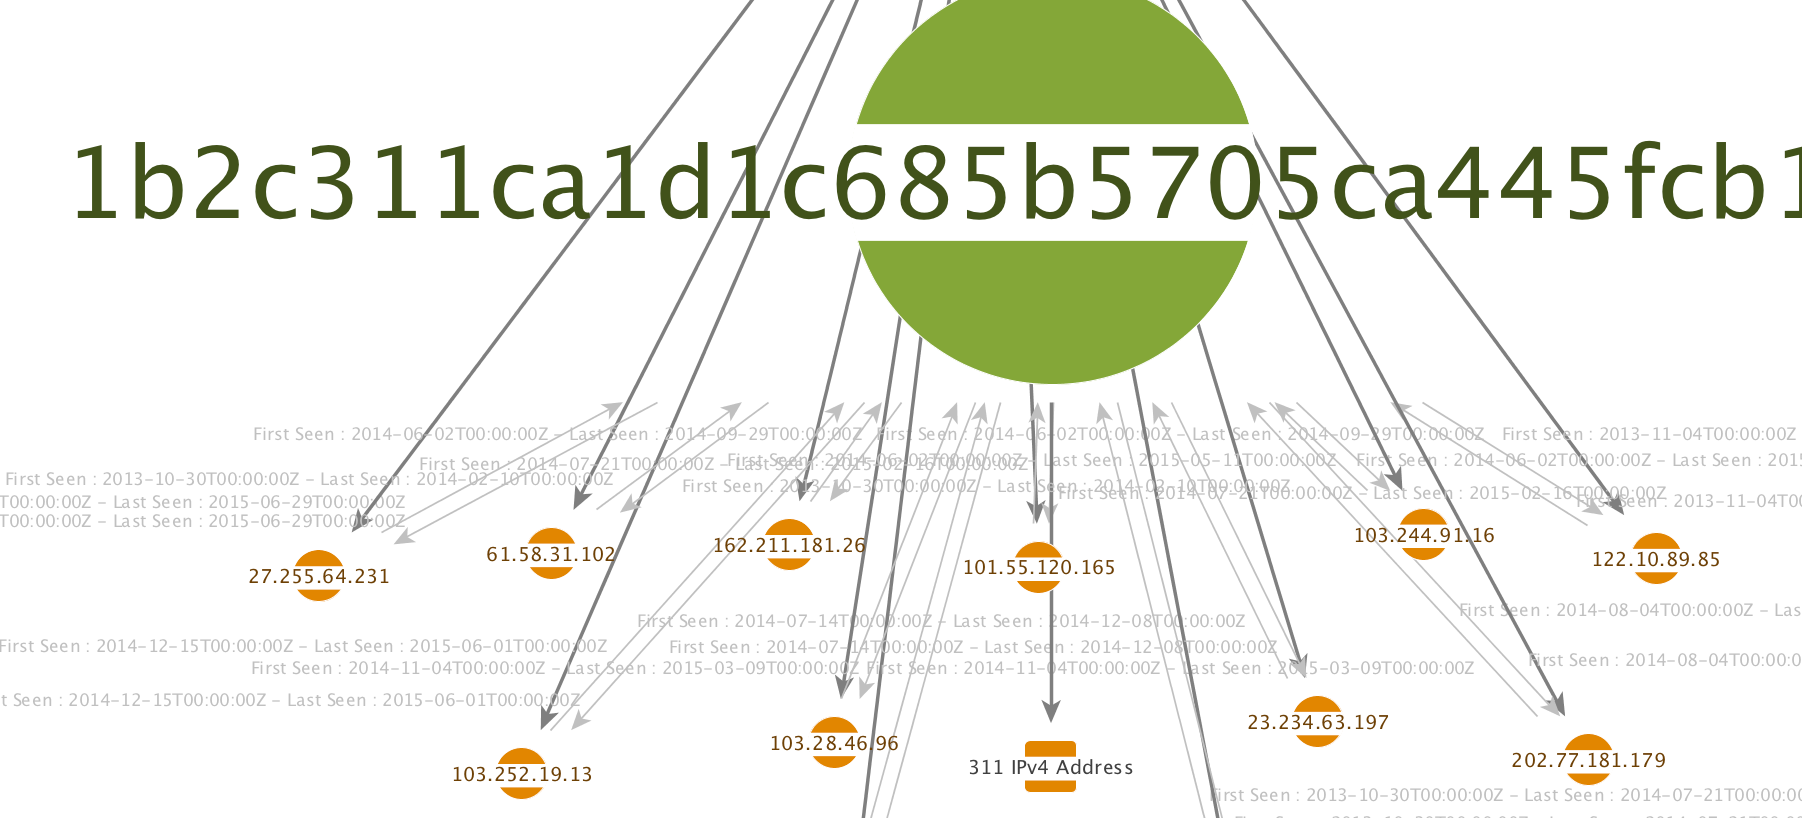 1b2c311ca1d1c685b5705ca445fcb1
First Seen : 2014-06-02T00:00:00Z - Last Seen : 2014-09-29T00:00:00Z
First Seen : 2014-06-02T00:00:00Z - Last Seen : 2014-09-29T00:00:00Z
First Seen : 2013-11-04T00:00:00Z
First Seen : 2014-07-21T00:00:00Z - Last Seen : 2015-02-16T00:00:00Z
First Seen : 2014-06-02T00:00:00Z - Last Seen : 2015-05-11T00:00:00Z
First Seen : 2014-06-02T00:00:00Z - Last Seen : 201
First Seen : 2013-10-30T00:00:00Z - Last Seen : 2014-02-10T00:00:00Z
First Seen : 2013-10-30T00:00:00Z - Last Seen : 2014-02-10T00:00:00Z
First Seen : 2014-07-21T00:00:00Z - Last Seen : 2015-02-16T00:00:00Z
T00:00:00Z - Last Seen : 2015-06-29T00:00:00Z
First Seen : 2013-11-04T00
T00:00:00Z - Last Seen : 2015-06-29T00:00:00Z
103.244.91.16
162.211.181.26
61.58.31.102
122.10.89.85
101.55.120.165
27.255.64.231
First Seen : 2014-08-04T00:00:00Z - Las
First Seen : 2014-07-14T00:00:00Z - Last Seen : 2014-12-08T00:00:00Z
First Seen : 2014-12-15T00:00:00Z - Last Seen : 2015-06-01T00:00:00Z
First Seen : 2014-07-14T00:00:00Z - Last Seen : 2014-12-08T00:00:00Z
First Seen : 2014-08-04T00:00:0
First Seen : 2014-11-04T00:00:00Z - Last Seen : 2015-03-09T00:00:00Z
First Seen : 2014-11-04T00:00:00Z - Last Seen : 2015-03-09T00:00:00Z
t Seen : 2014-12-15T00:00:00Z - Last Seen : 2015-06-01T00:00:00Z
23.234.63.197
103.28.46.96
202.77.181.179
311 IPv4 Address
103.252.19.13
First Seen : 2013-10-30T00:00:00Z - Last Seen : 2014-07-21T00:00:0